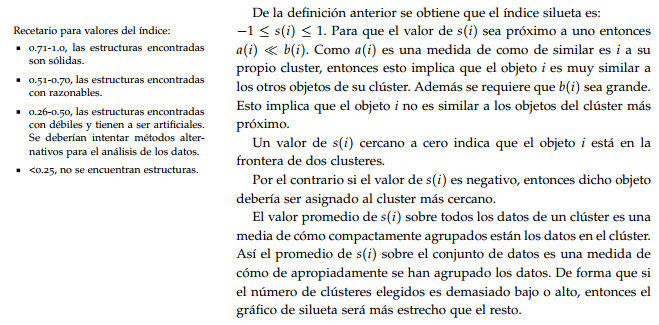 Recetario para valores del índice:
▪ 0.71-1.0, las estructuras encontradas
son sólidas.
▪ 0.51-0.70, las estructuras encontradas
con razonables.
▪ 0.26-0.50, las estructuras encontradas
con débiles y tienen a ser artificiales.
Se deberían intentar métodos alter-
nativos para el análisis de los datos.
▪ <0.25, no se encuentran estructuras.
De la definición anterior se obtiene que el índice silueta es:
−1 ≤ s(i) ≤ 1. Para que el valor de s(i) sea próximo a uno entonces
a(i) ≪ b(i). Como a(i) es una medida de como de similar es i a su
propio cluster, entonces esto implica que el objeto i es muy similar a
los otros objetos de su clúster. Además se requiere que b(i) sea grande.
Esto implica que el objeto i no es similar a los objetos del clúster más
próximo.
Un valor de s(i) cercano a cero indica que el objeto i está en la
frontera de dos clusteres.
Por el contrario si el valor de s(i) es negativo, entonces dicho objeto
debería ser asignado al cluster más cercano.
El valor promedio de s(i) sobre todos los datos de un clúster es una
media de cómo compactamente agrupados están los datos en el clúster.
Así el promedio de s(i) sobre el conjunto de datos es una medida de
cómo de apropiadamente se han agrupado los datos. De forma que si
el número de clústeres elegidos es demasiado bajo o alto, entonces el
gráfico de silueta será más estrecho que el resto.